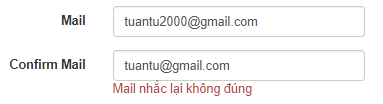 Mail tuantu2000@gmail.com
Confirm Mail tuantu@gmail.com
Mail nhắc lại không đúng